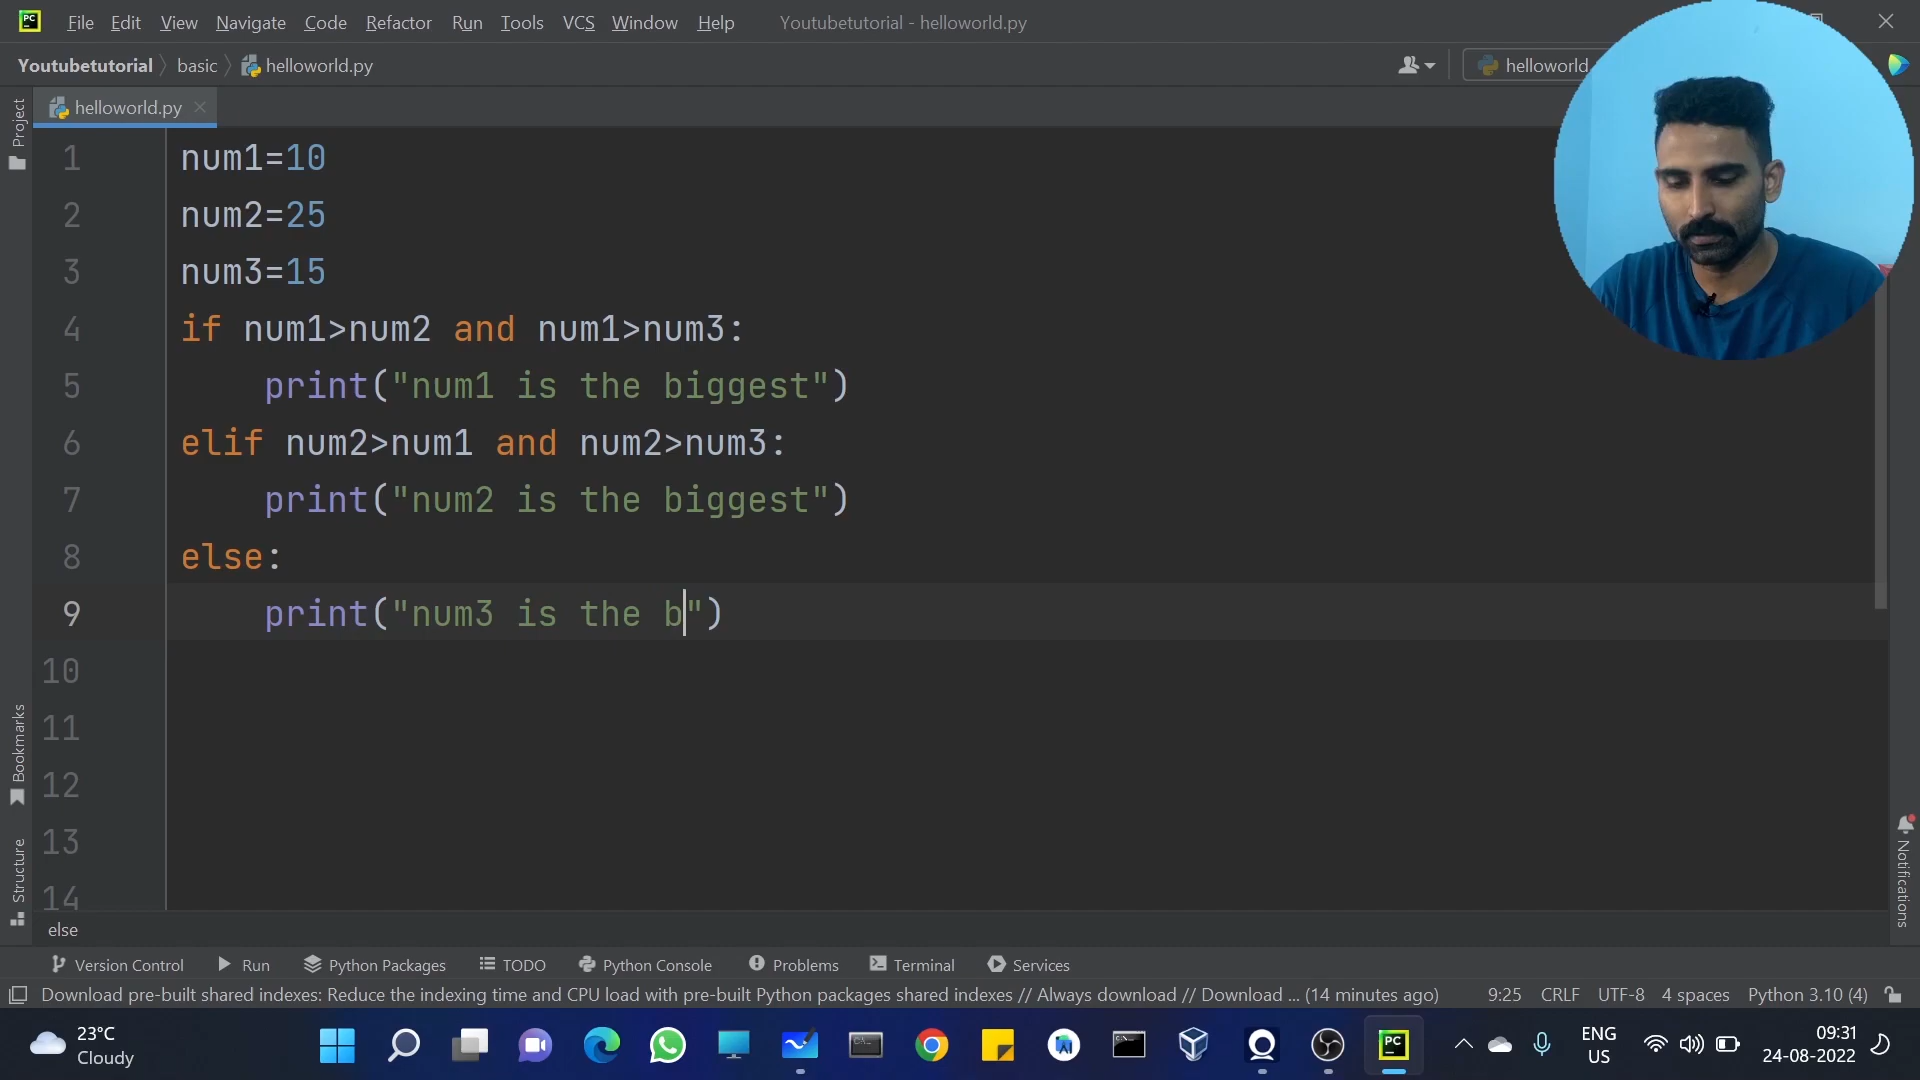 File Edit View Navigate Code Refactor Run Tools VCS Window Help Youtubetutorial - helloworld.py
Youtubetutorial basic helloworld.py helloworld
helloworld.py
Project
1 num1=10
2 num2=25
3 num3=15
4 if num1>num2 and num1>num3:
5 print("num1 is the biggest")
6 elif num2>num1 and num2>num3:
7 print("num2 is the biggest")
8 else:
9 print("num3 is the b")
10
11
12
13
14
Bookmarks
Structure
Notifications
else
Version Control Run Python Packages TODO Python Console Problems Terminal Services
Download pre-built shared indexes: Reduce the indexing time and CPU load with pre-built Python packages shared indexes // Always download // Download ... (14 minutes ago) 9:25 CRLF UTF-8 4 spaces Python 3.10 (4)
23°C
Cloudy
ENG
US
09:31
24-08-2022